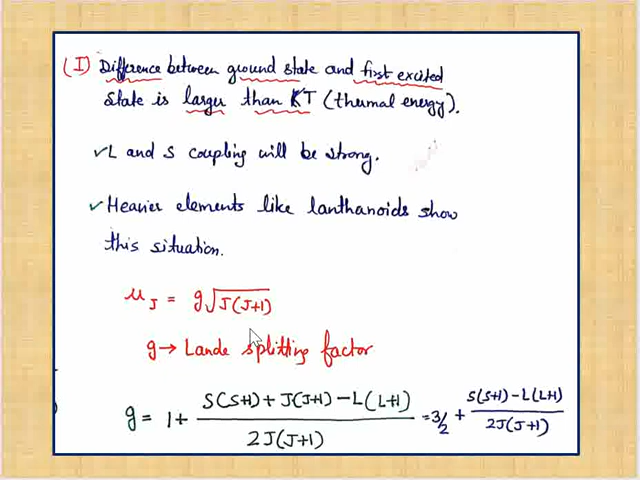 (I) Difference between ground state and first excited
state is larger than KT (thermal energy).
✓ L and S coupling will be strong.
✓ Heavier elements like lanthanoids show
this situation.
μ_J = g√J(J+1)
g → Lande splitting factor
g = 1 + (S(S+1) + J(J+1) − L(L+1)) / 2J(J+1) = 3/2 + (S(S+1) − L(L+1)) / 2J(J+1)